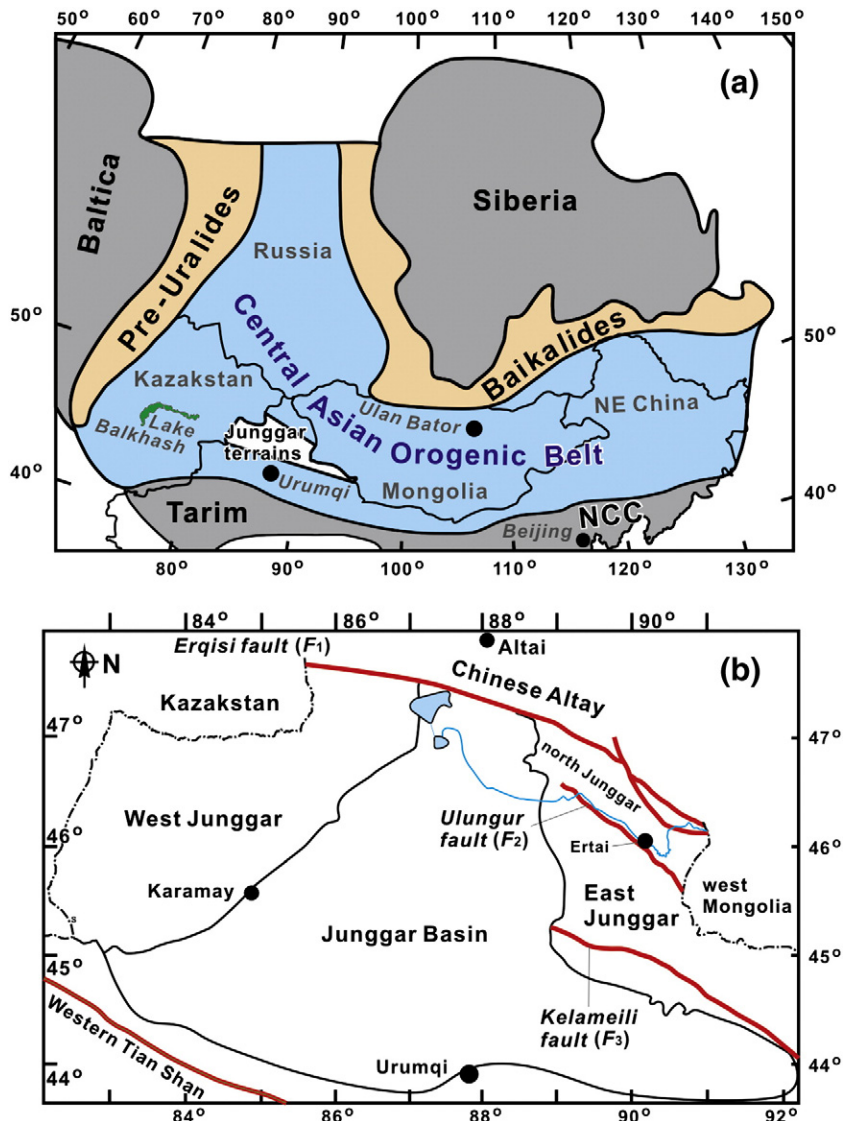 50° 60° 70° 80° 90° 100° 110° 120° 130° 140° 150°
(a)
Baltica
Siberia
Pre-Uralides
Russia
50°
50°
Baikalides
Central Asian Orogenic Belt
Kazakstan
NE China
Ulan Bator
Lake
Balkhash
Junggar
terrains
40°
40°
Urumqi
Mongolia
Tarim
NCC
Beijing
80° 90° 100° 110° 120° 130°
84° 86° 88° 90°
Erqisi fault (F1)
Altai
(b)
N
Chinese Altay
Kazakstan
47°
47°
north Junggar
West Junggar
Ulungur
fault (F2)
46°
46°
Ertai
Karamay
East
Junggar
west
Mongolia
Junggar Basin
s
45°
45°
Western Tian Shan
Kelameili
fault (F3)
Urumqi
44°
44°
84° 86° 88° 90° 92°